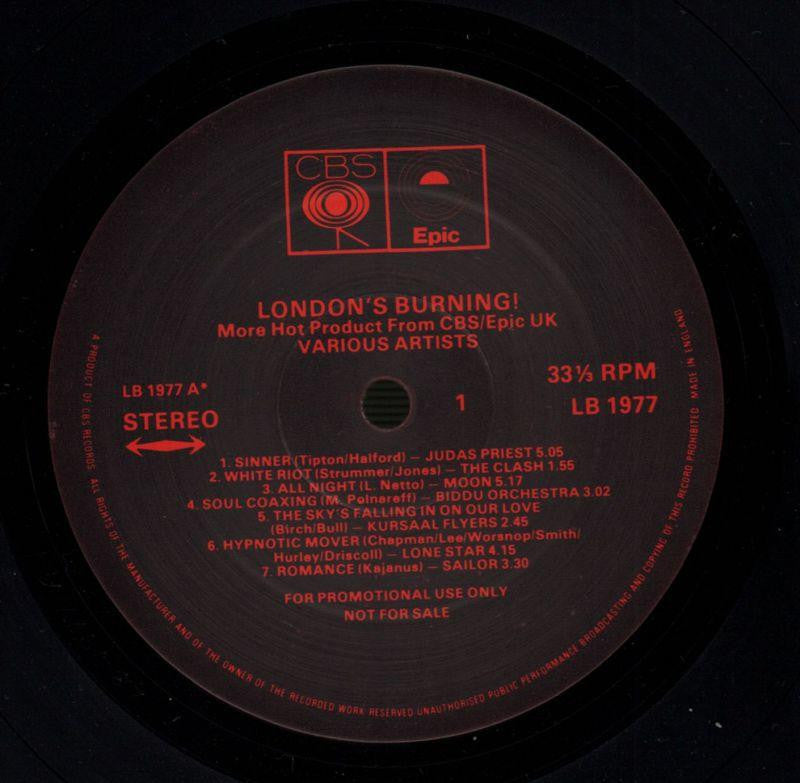 CBS
Epic
LONDON'S BURNING!
More Hot Product From CBS/Epic UK
VARIOUS ARTISTS
LB 1977 A*
STEREO
1
33⅓ RPM
LB 1977
1. SINNER (Tipton/Halford) — JUDAS PRIEST 5.05
2. WHITE RIOT (Strummer/Jones) — THE CLASH 1.55
3. ALL NIGHT (L. Netto) — MOON 5.17
4. SOUL COAXING (M. Polnareff) — BIDDU ORCHESTRA 3.02
5. THE SKY'S FALLING IN ON OUR LOVE
(Birch/Bull) — KURSAAL FLYERS 2.45
6. HYPNOTIC MOVER (Chapman/Lee/Worsnop/Smith/
Hurley/Driscoll) — LONE STAR 4.15
7. ROMANCE (Kajanus) — SAILOR 3.30
FOR PROMOTIONAL USE ONLY
NOT FOR SALE
A PRODUCT OF CBS RECORDS. ALL RIGHTS OF THE MANUFACTURER AND OF THE OWNER OF THE RECORDED WORK RESERVED UNAUTHORISED PUBLIC PERFORMANCE BROADCASTING AND COPYING OF THIS RECORD PROHIBITED MADE IN ENGLAND